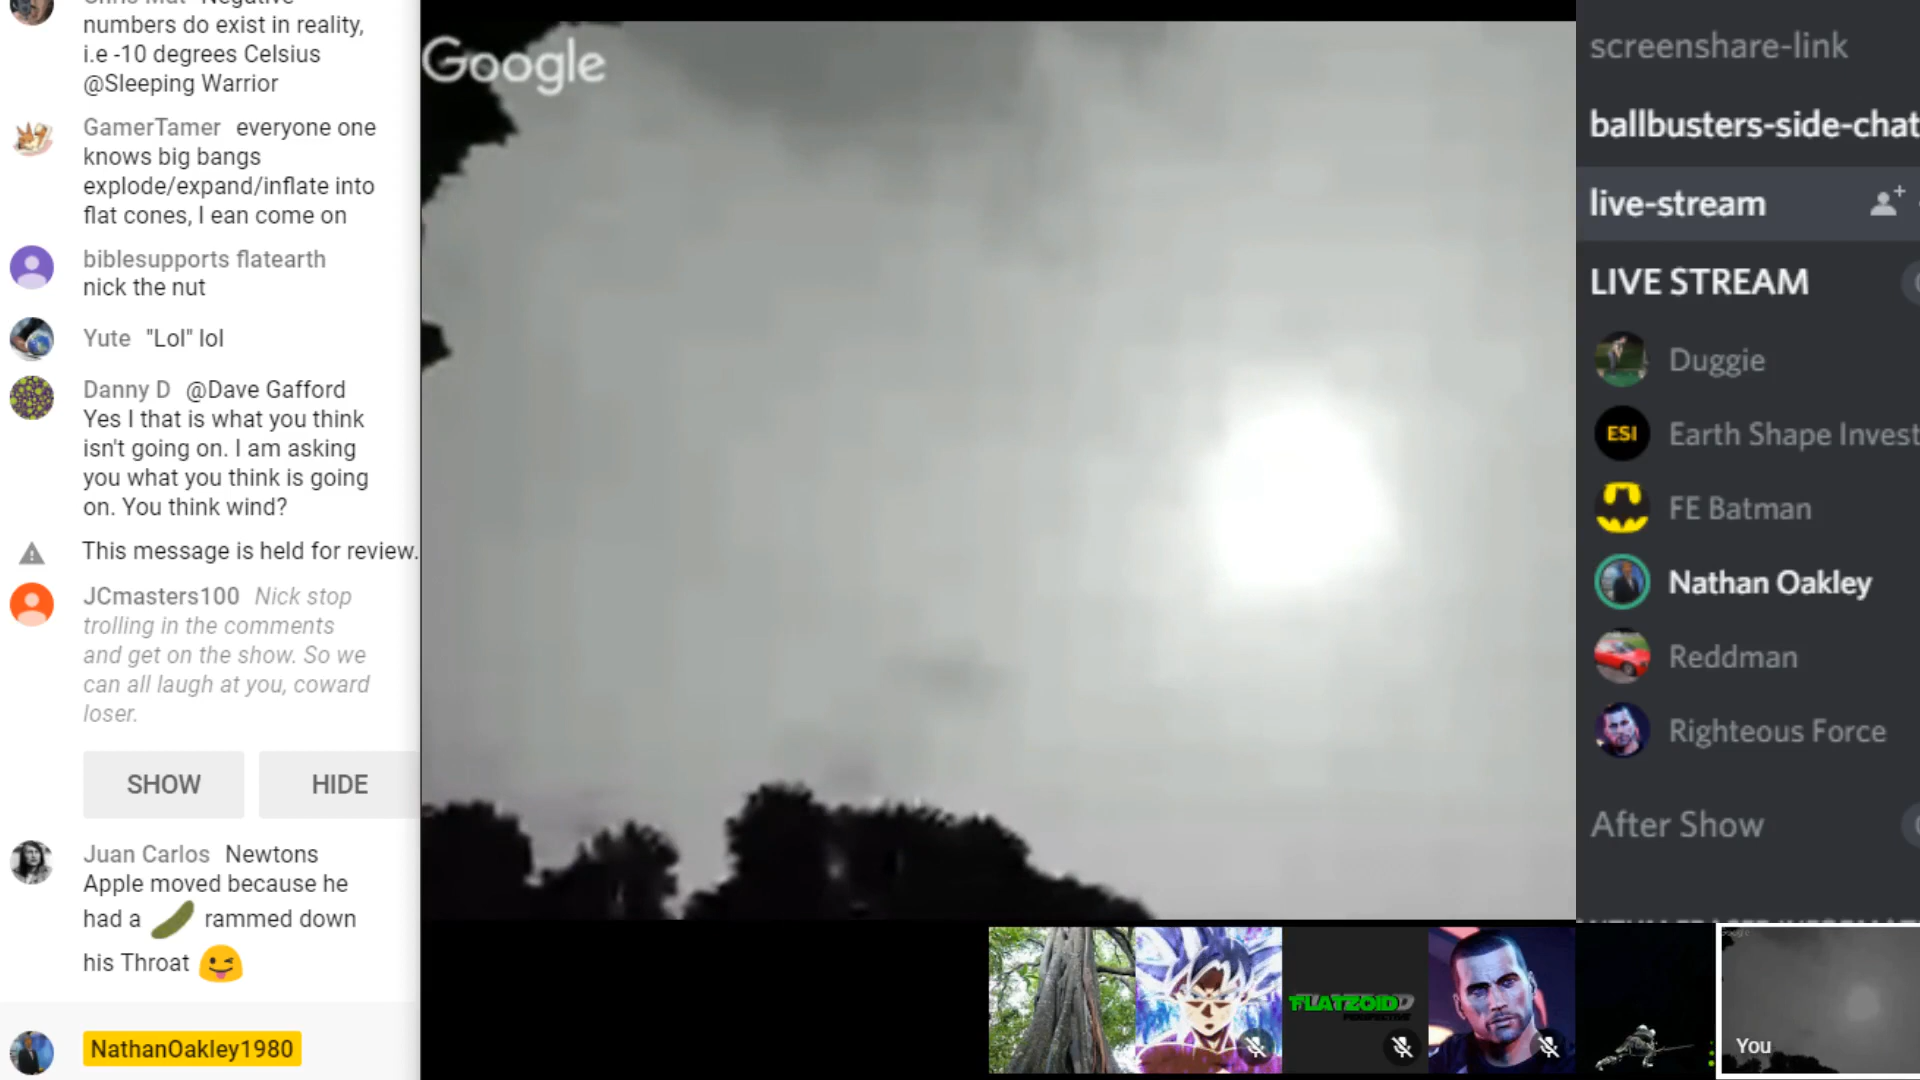 Chris Mat Negative
numbers do exist in reality,
i.e -10 degrees Celsius
@Sleeping Warrior
GamerTamer everyone one
knows big bangs
explode/expand/inflate into
flat cones, I ean come on
biblesupports flatearth
nick the nut
Yute "Lol" lol
Danny D @Dave Gafford
Yes I that is what you think
isn't going on. I am asking
you what you think is going
on. You think wind?
This message is held for review.
JCmasters100 Nick stop
trolling in the comments
and get on the show. So we
can all laugh at you, coward
loser.
SHOW HIDE
Juan Carlos Newtons
Apple moved because he
had a rammed down
his Throat
NathanOakley1980
Google
FLATZOID
PERSPECTIVE
You
screenshare-link
ballbusters-side-chat
live-stream
LIVE STREAM
Duggie
ESI Earth Shape Invest
FE Batman
Nathan Oakley
Reddman
Righteous Force
After Show